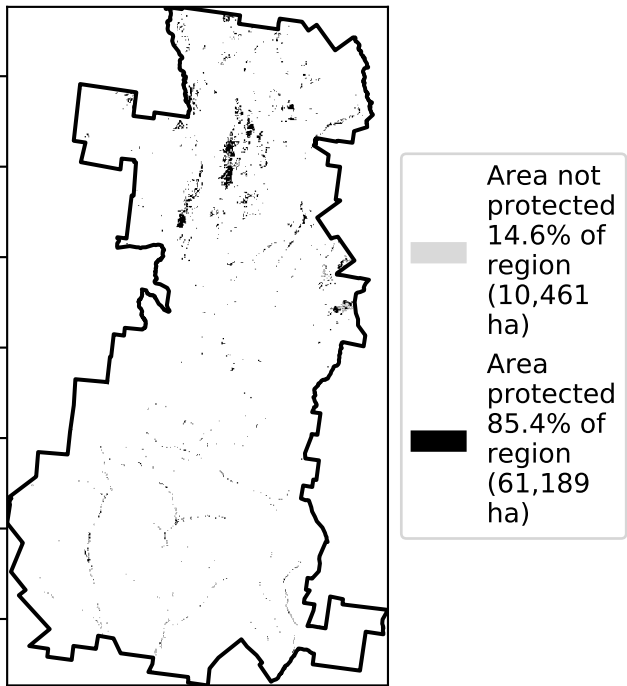 Area not
protected
14.6% of
region
(10,461
ha)
Area
protected
85.4% of
region
(61,189
ha)